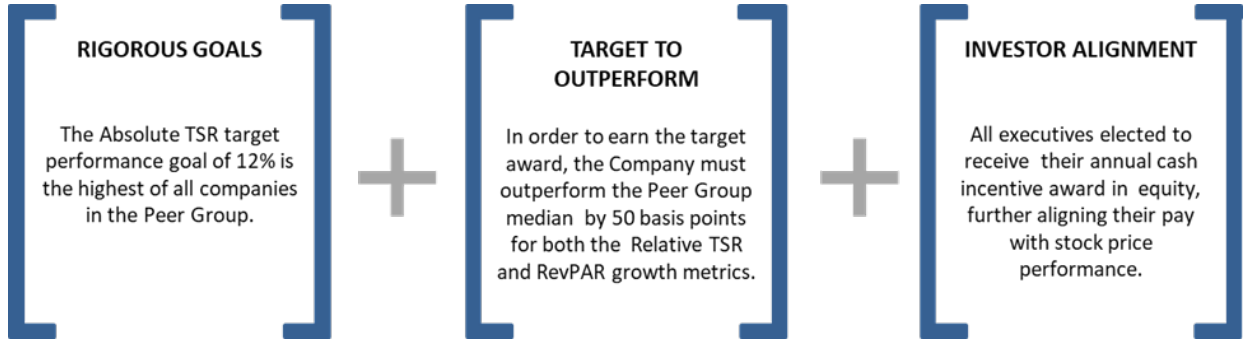 RIGOROUS GOALS
The Absolute TSR target
performance goal of 12% is
the highest of all companies
in the Peer Group.
TARGET TO
OUTPERFORM
In order to earn the target
award, the Company must
outperform the Peer Group
median by 50 basis points
for both the Relative TSR
and RevPAR growth metrics.
INVESTOR ALIGNMENT
All executives elected to
receive their annual cash
incentive award in equity,
further aligning their pay
with stock price
performance.